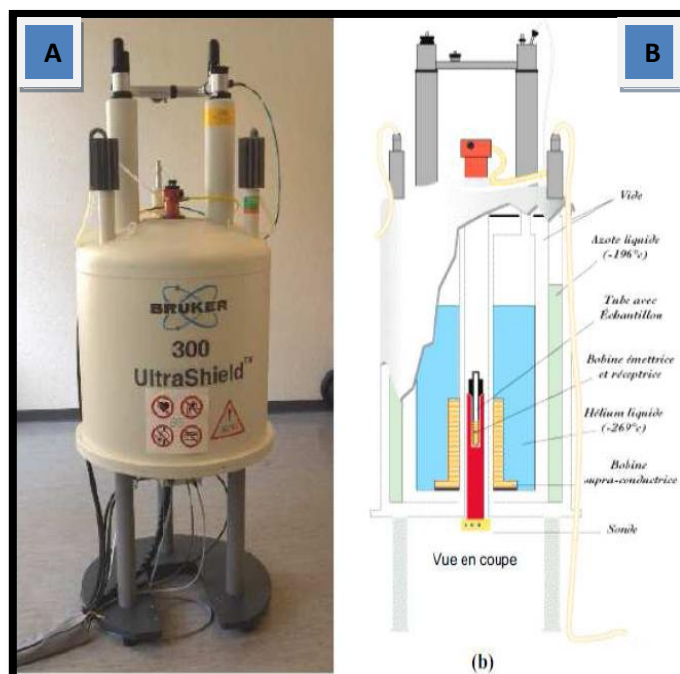 A
B
BRUKER
300
UltraShield™
Vide
Azote liquide
(-196°c)
Tube avec
Échantillon
Bobine émettrice
et réceptrice
Hélium liquide
(-269°c)
Bobine
supra-conductrice
Sonde
Vue en coupe
(b)